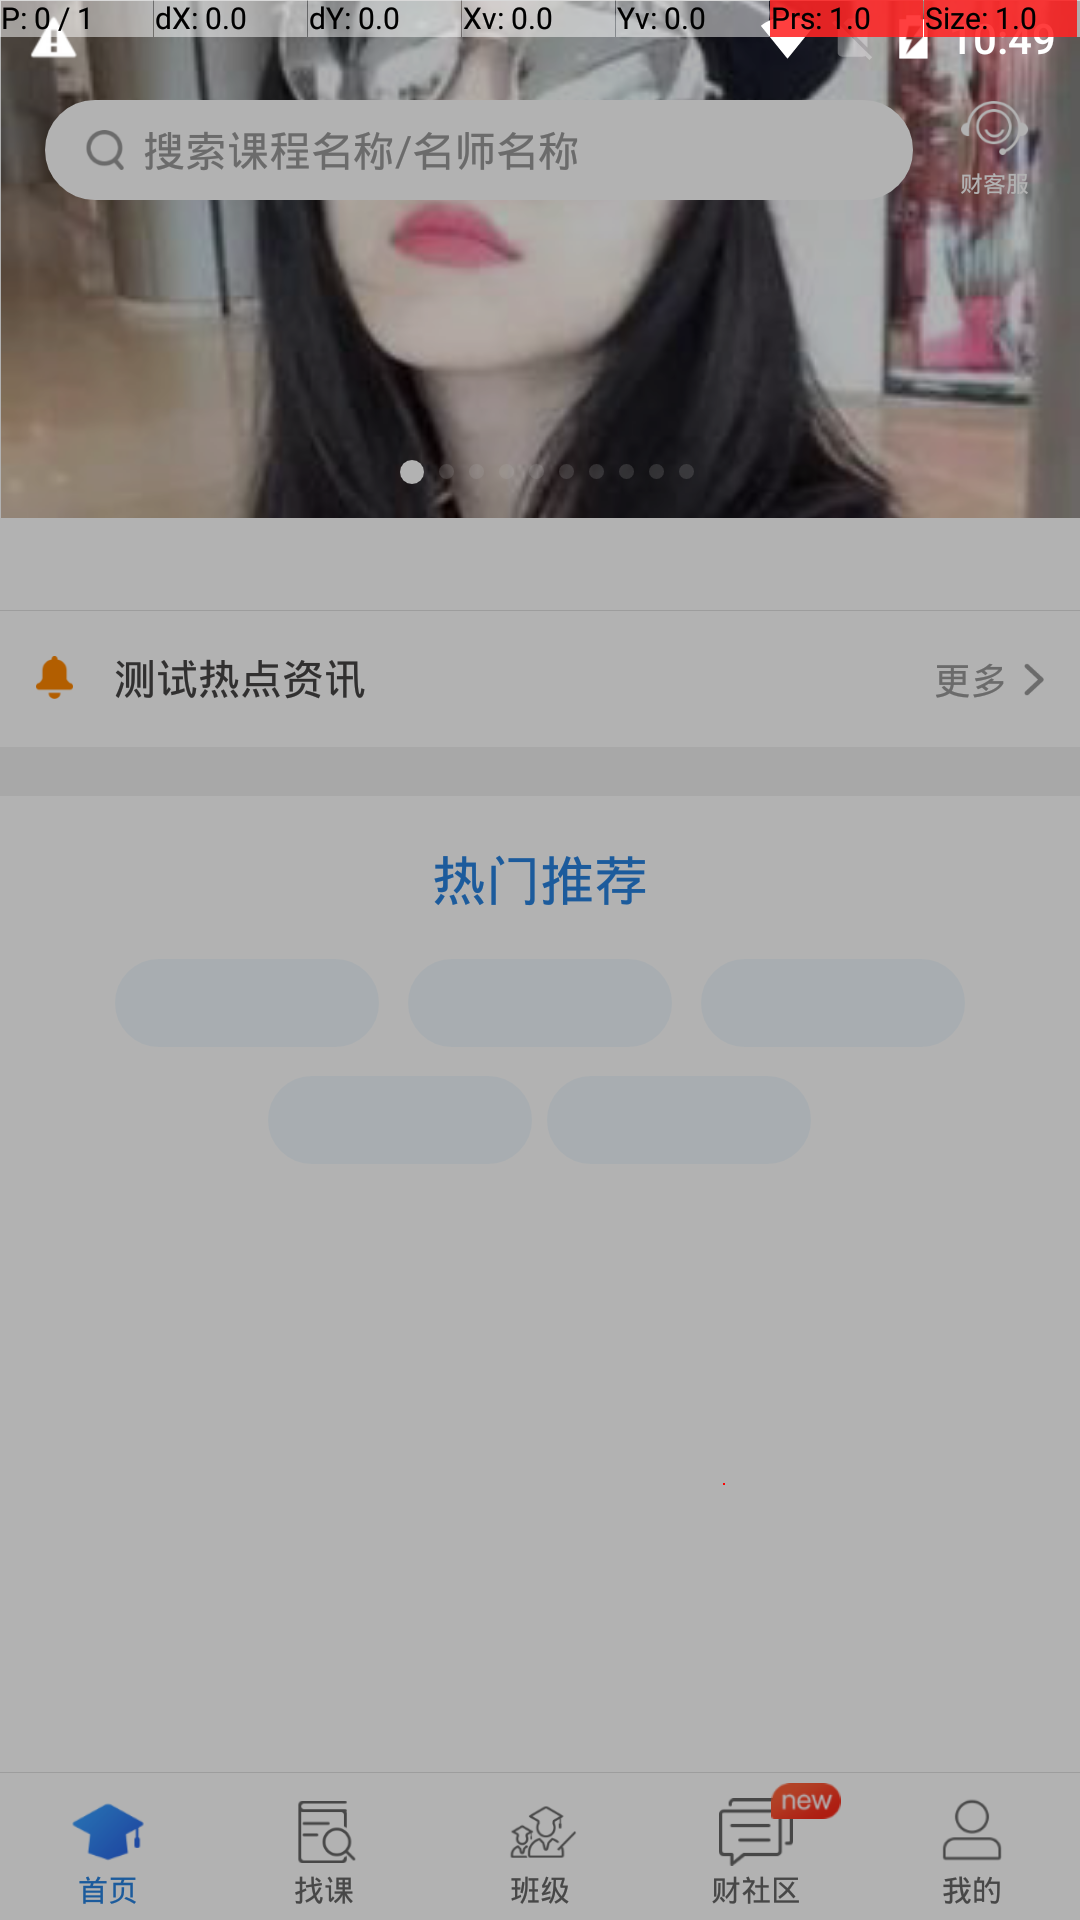 P: 0 / 1 dX: 0.0 dY: 0.0 Xv: 0.0 Yv: 0.0 Prs: 1.0 Size: 1.0
10:49
搜索课程名称/名师名称
财客服
测试热点资讯 更多
热门推荐
new
首页 找课 班级 财社区 我的